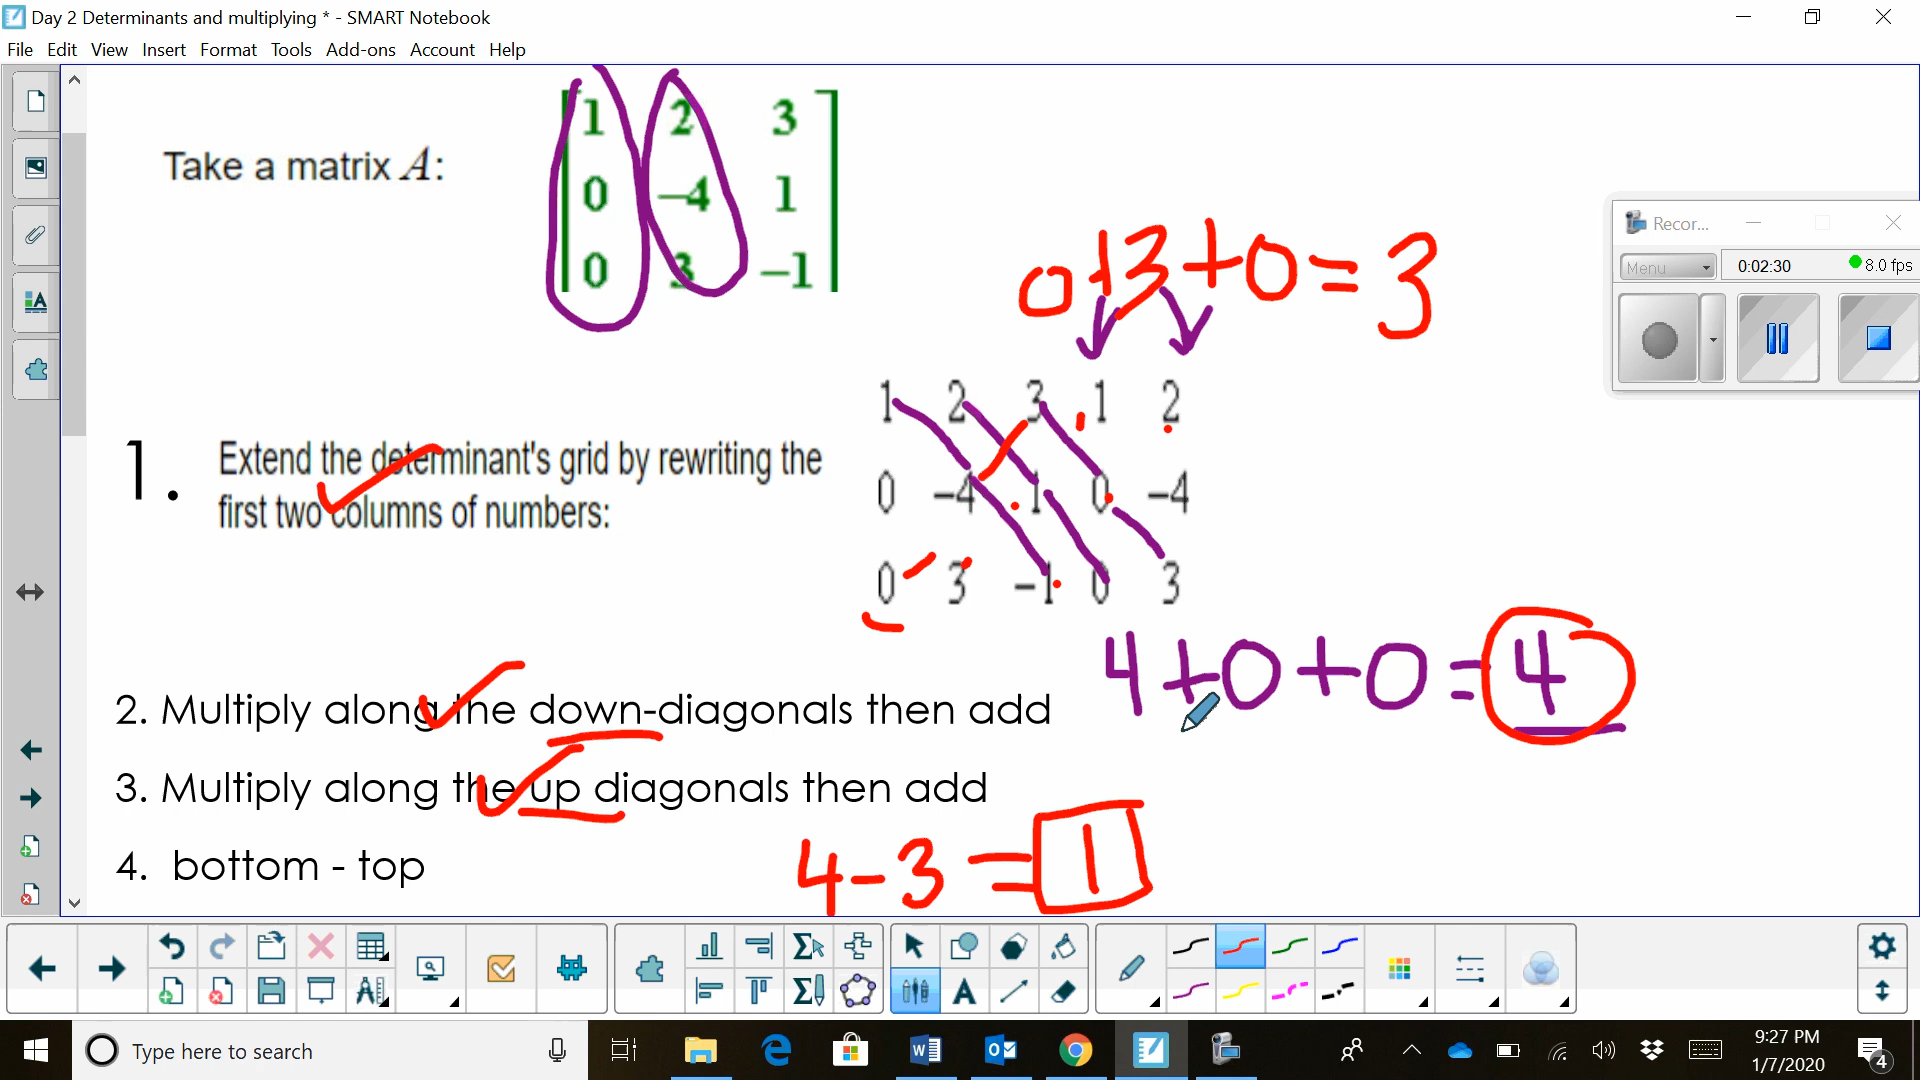 Day 2 Determinants and multiplying * - SMART Notebook
File Edit View Insert Format Tools Add-ons Account Help
Take a matrix A:
1 2 3
0 −4 1
0 3 −1
0+3+0=3
Recor...
Menu 0:02:30 8.0 fps
1 2 3 1 2
0 −4 1 0 −4
0 3 −1 0 3
1. Extend the determinant's grid by rewriting the
first two columns of numbers:
4+0+0=4
2. Multiply along the down-diagonals then add
3. Multiply along the up diagonals then add
4. bottom - top
4-3=1
A
Type here to search
9:27 PM
1/7/2020
4